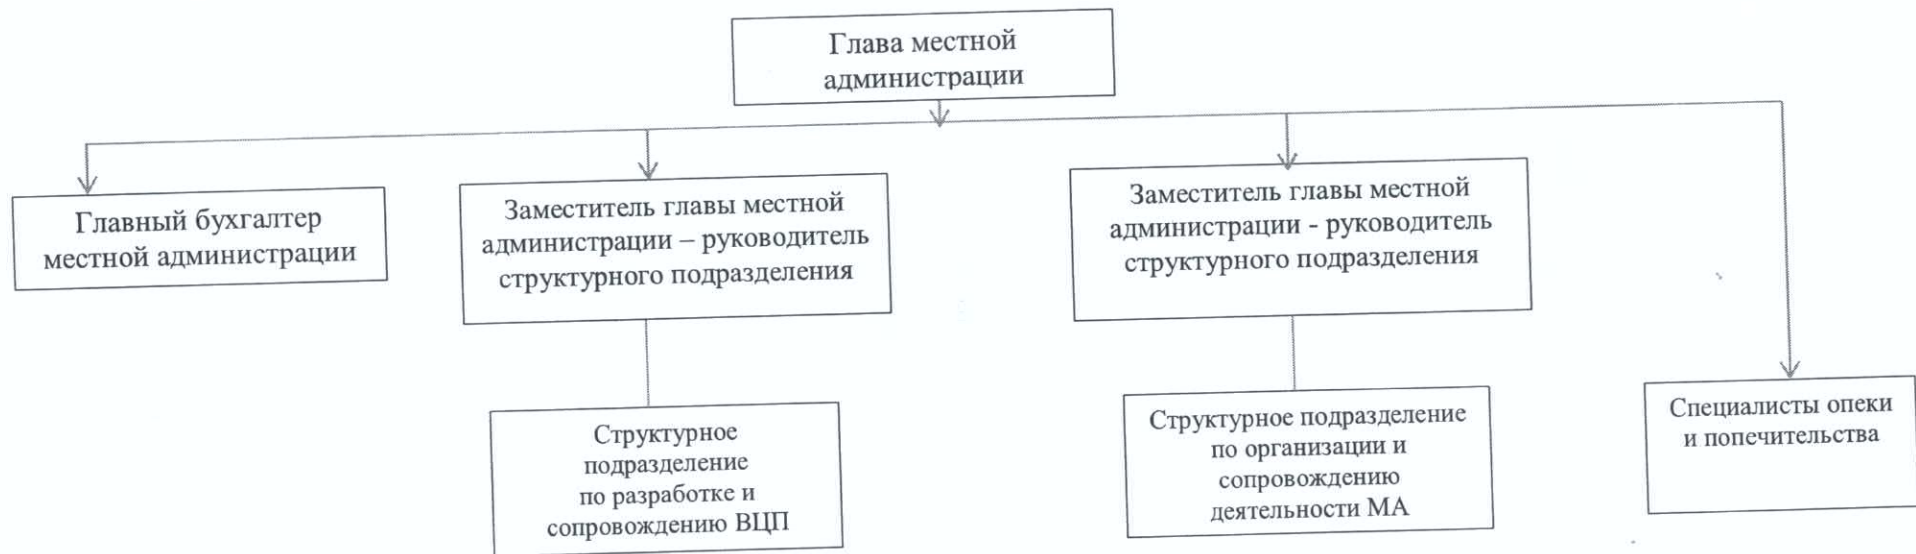 Глава местной
администрации
Главный бухгалтер
местной администрации
Заместитель главы местной
администрации – руководитель
структурного подразделения
Заместитель главы местной
администрации - руководитель
структурного подразделения
Структурное
подразделение
по разработке и
сопровождению ВЦП
Структурное подразделение
по организации и
сопровождению
деятельности МА
Специалисты опеки
и попечительства